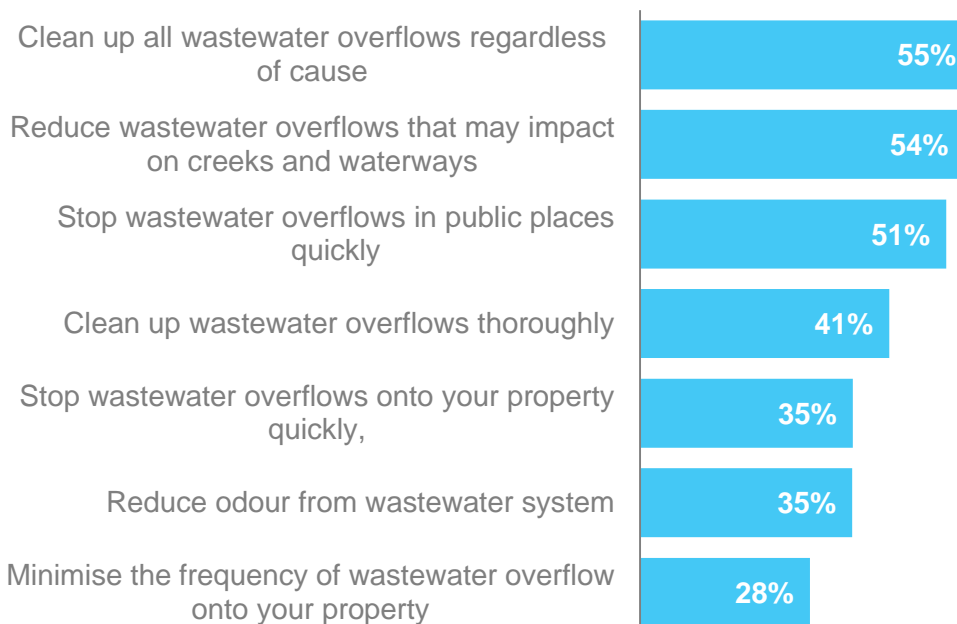 Clean up all wastewater overflows regardless
of cause
55%
Reduce wastewater overflows that may impact
on creeks and waterways
54%
Stop wastewater overflows in public places
quickly
51%
Clean up wastewater overflows thoroughly
41%
Stop wastewater overflows onto your property
quickly,
35%
Reduce odour from wastewater system
35%
Minimise the frequency of wastewater overflow
onto your property
28%